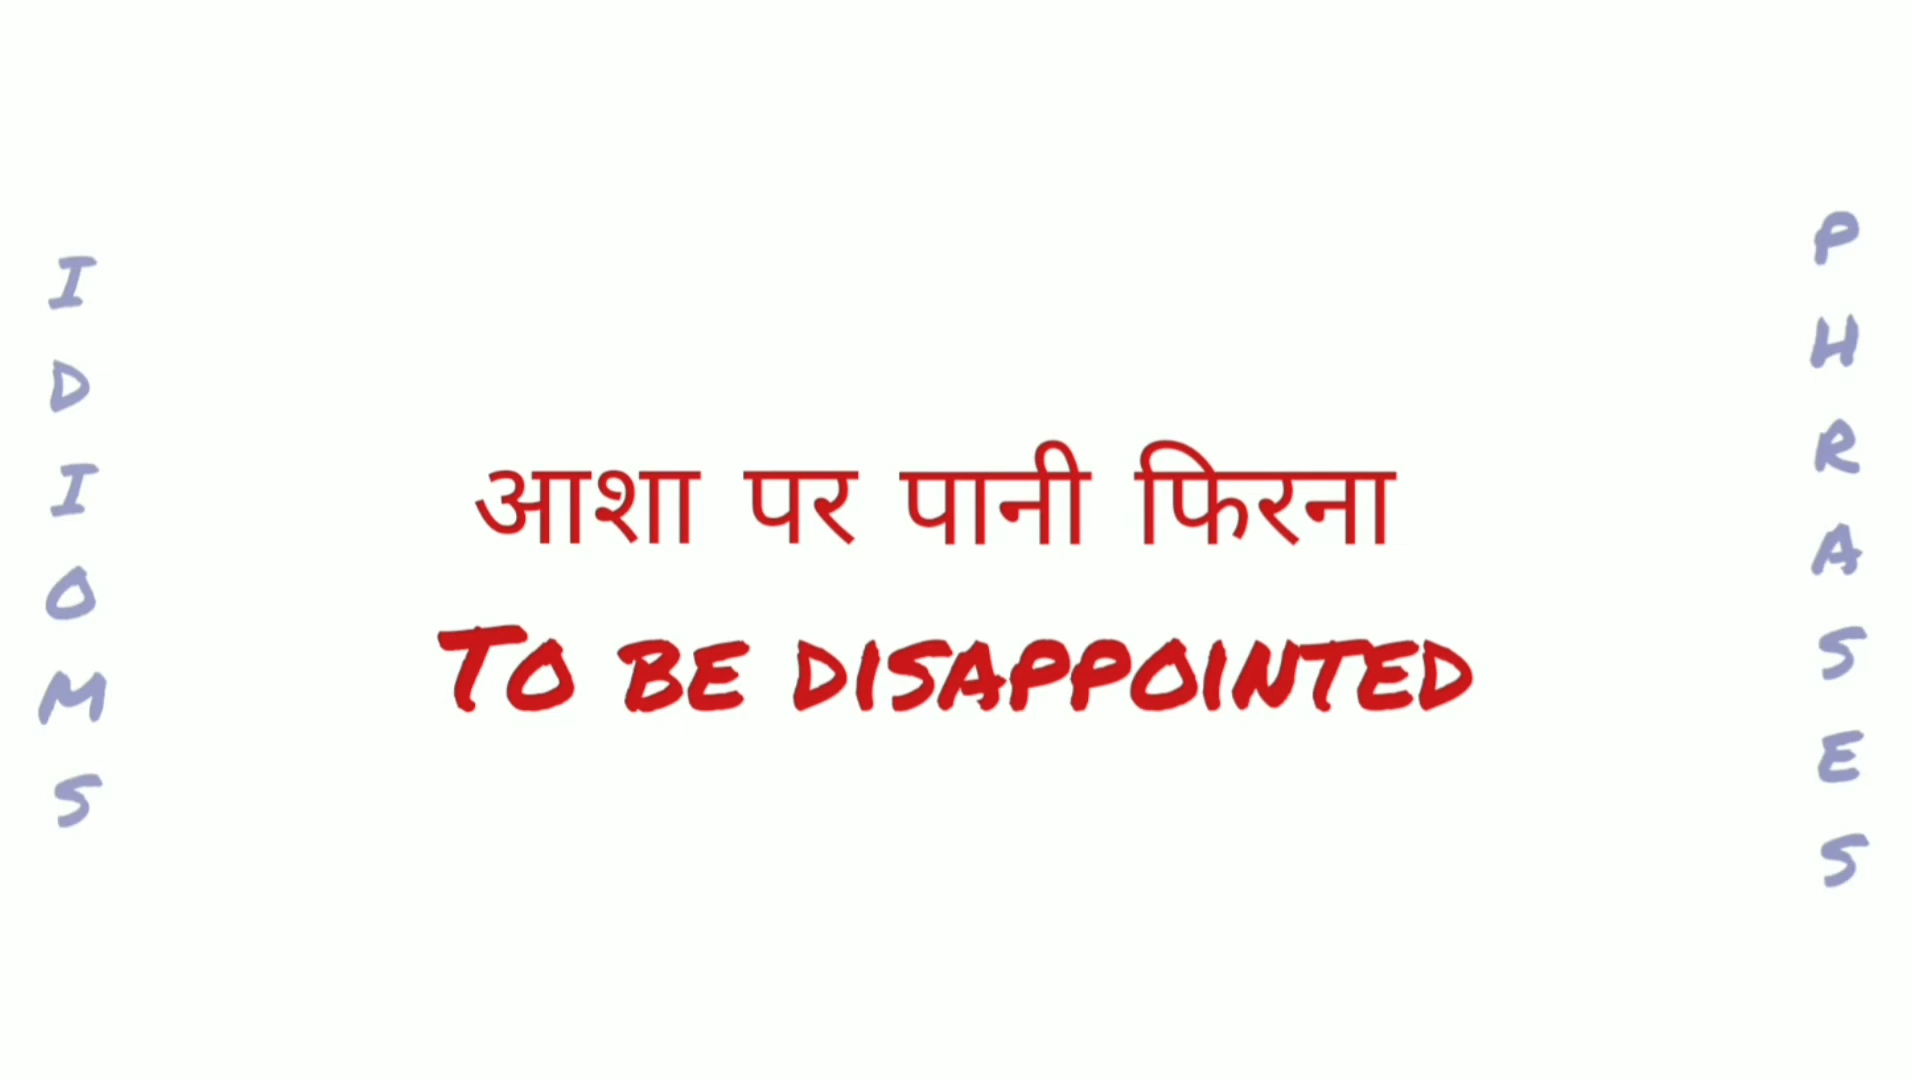 IDIOMS
आशा पर पानी फिरना
To be disappointed
PHRASES